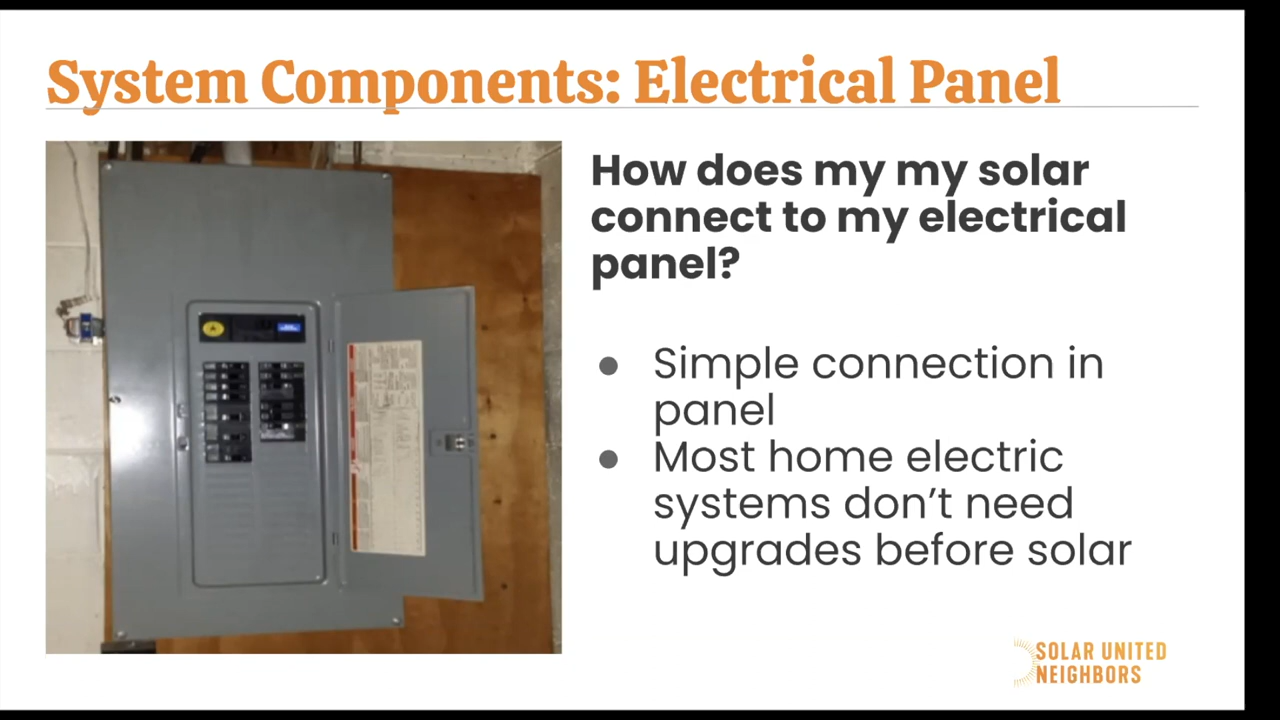 System Components: Electrical Panel
How does my my solar
connect to my electrical
panel?
● Simple connection in
panel
● Most home electric
systems don’t need
upgrades before solar
SOLAR UNITED
NEIGHBORS